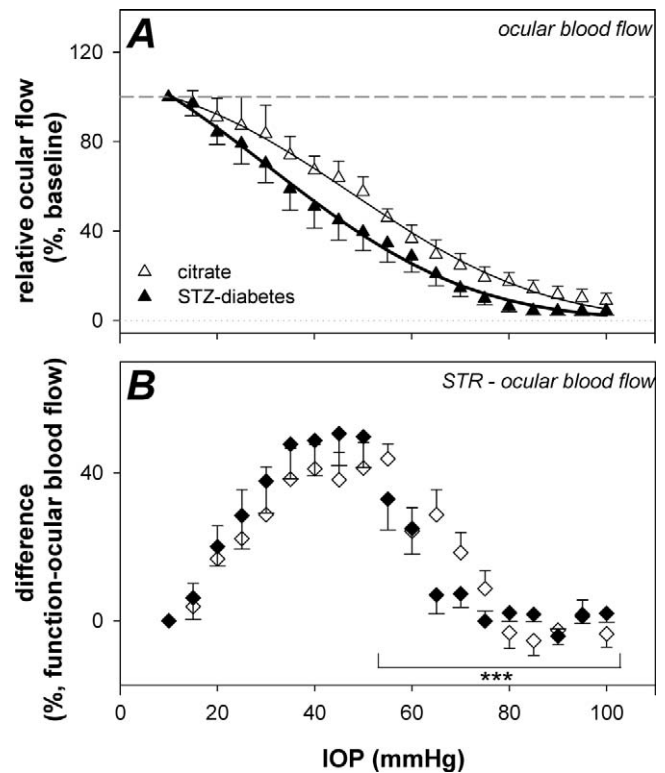 A
ocular blood flow
120
80
40
0
relative ocular flow
(%, baseline)
citrate
STZ-diabetes
B
STR - ocular blood flow
40
0
difference
(%, function-ocular blood flow)
***
0 20 40 60 80 100
IOP (mmHg)